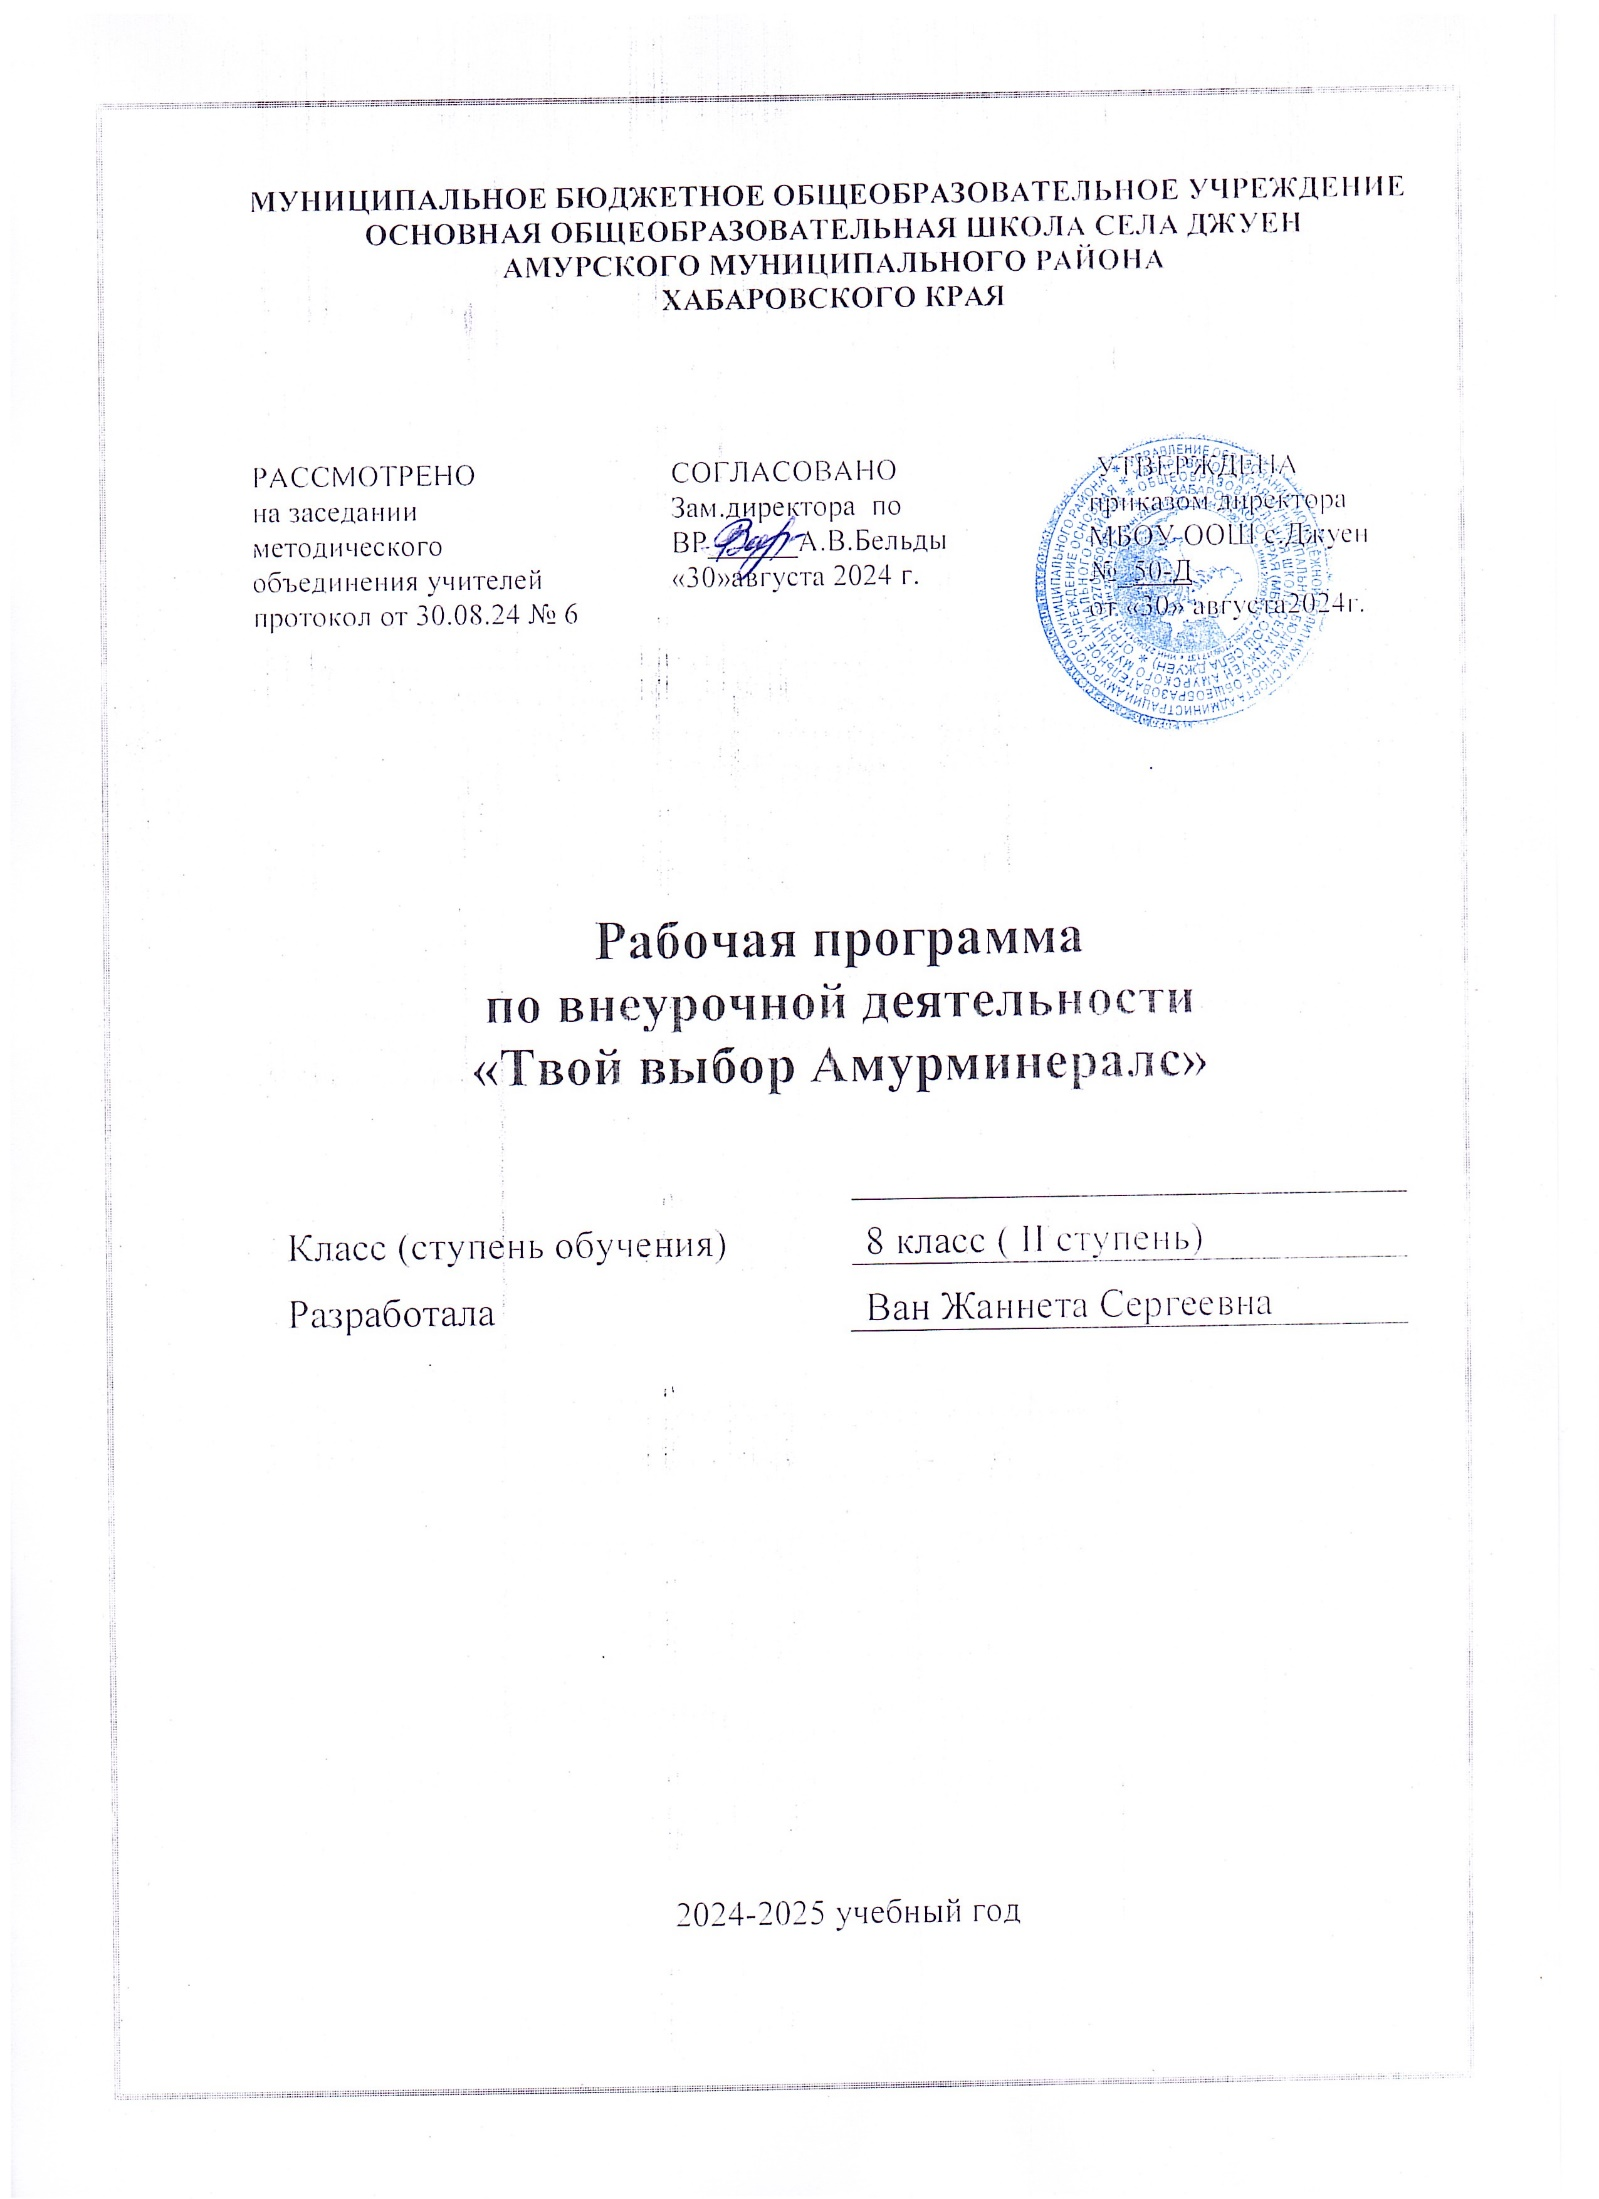 МУНИЦИПАЛЬНОЕ БЮДЖЕТНОЕ ОБЩЕОБРАЗОВАТЕЛЬНОЕ УЧРЕЖДЕНИЕ
ОСНОВНАЯ ОБЩЕОБРАЗОВАТЕЛЬНАЯ ШКОЛА СЕЛА ДЖУЕН
АМУРСКОГО МУНИЦИПАЛЬНОГО РАЙОНА
ХАБАРОВСКОГО КРАЯ
РАССМОТРЕНО
на заседании
методического
объединения учителей
протокол от 30.08.24 № 6
СОГЛАСОВАНО
Зам.директора по
ВР А.В.Бельды
«30»августа 2024 г.
УТВЕРЖДЕНА
приказом директора
МБОУ ООШ с.Джуен
№ 50-Д
от «30» августа2024г.
Рабочая программа
по внеурочной деятельности
«Твой выбор Амурминералс»
Класс (ступень обучения) 8 класс ( II ступень)
Разработала Ван Жаннета Сергеевна
2024-2025 учебный год